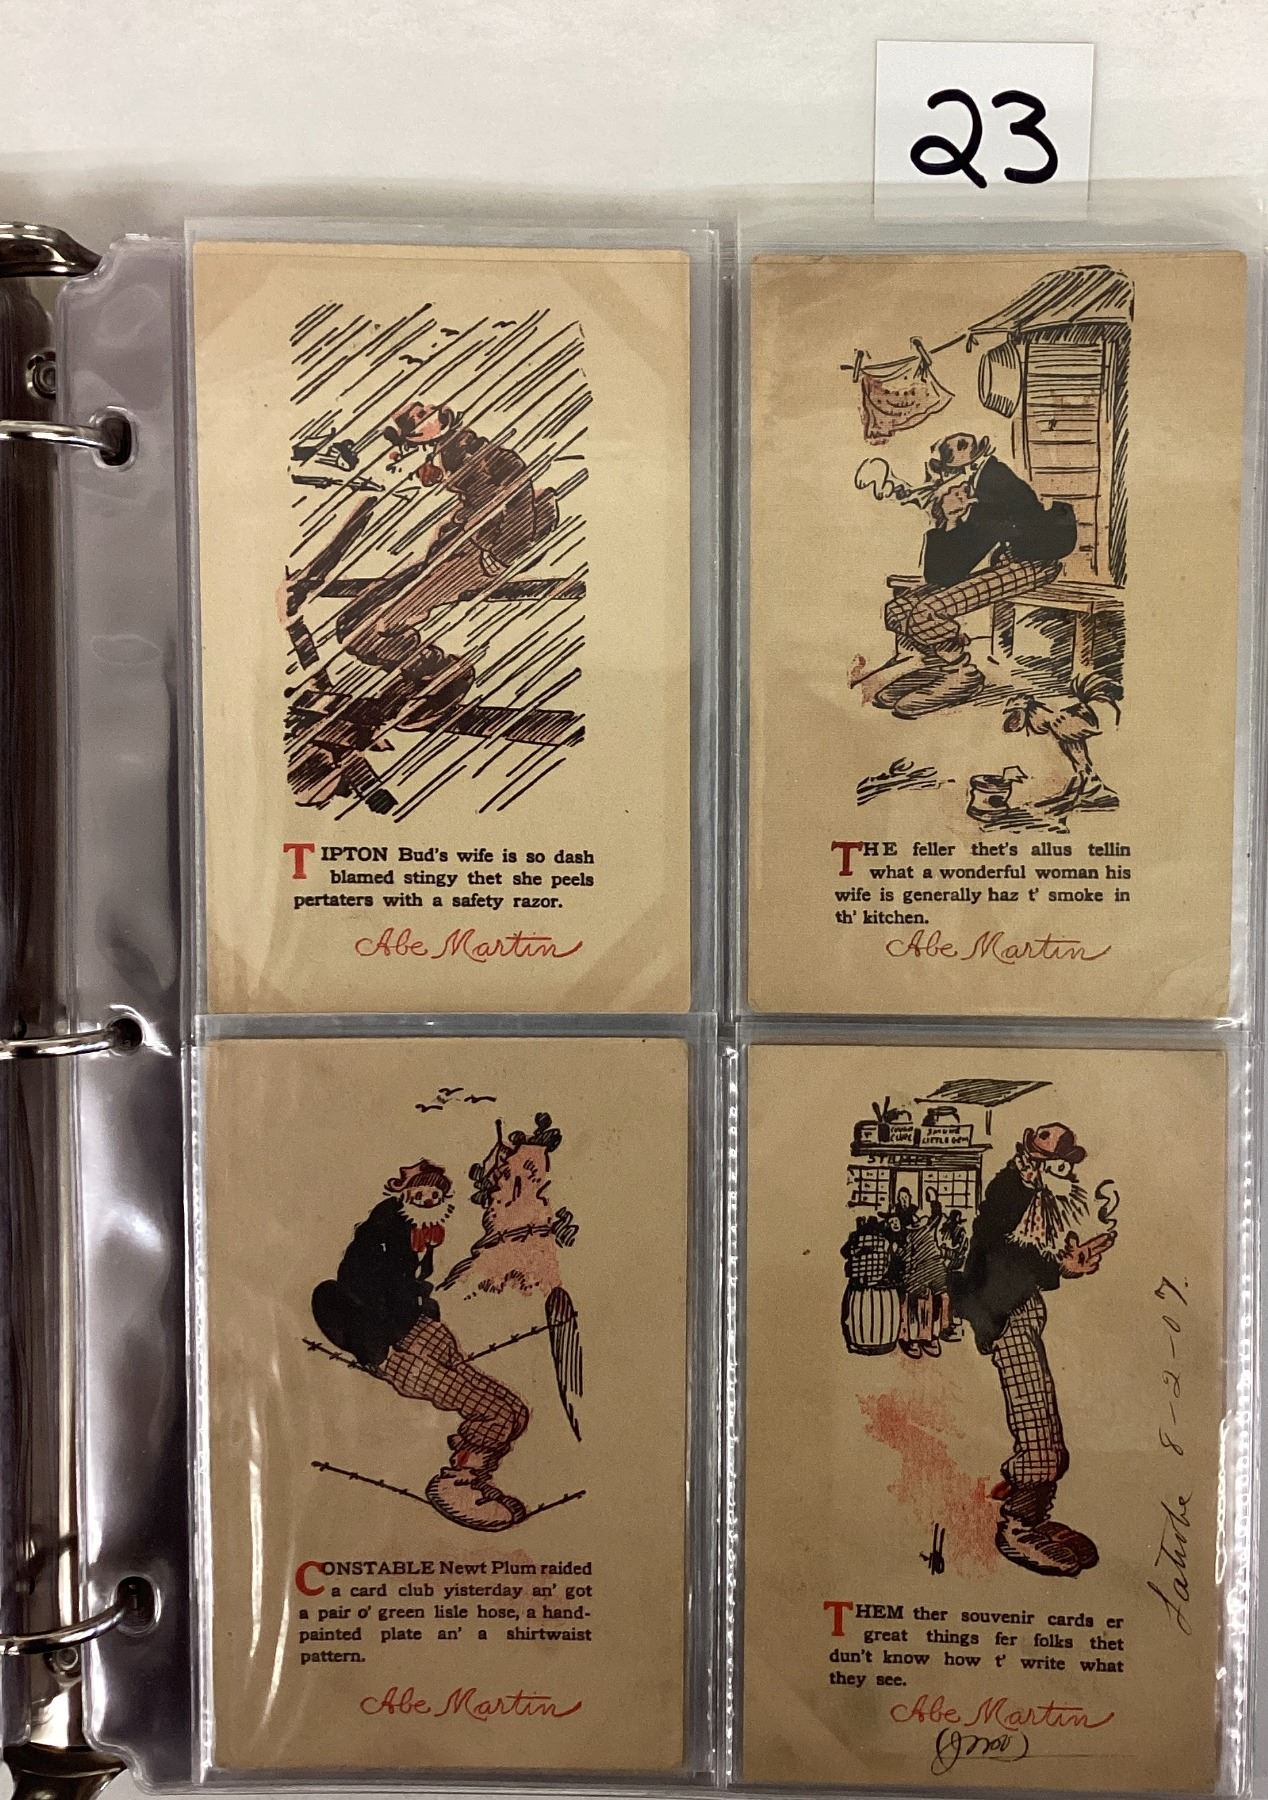 23
TIPTON Bud's wife is so dash
blamed stingy thet she peels
pertaters with a safety razor.
Abe Martin
THE feller thet's allus tellin
what a wonderful woman his
wife is generally haz t' smoke in
th' kitchen.
Abe Martin
CONSTABLE Newt Plum raided
a card club yisterday an' got
a pair o' green lisle hose, a hand-
painted plate an' a shirtwaist
pattern.
Abe Martin
SMOKE
LITTLE GEM
THEM ther souvenir cards er
great things fer folks thet
dun't know how t' write what
they see.
Abe Martin
Latrobe 8-2-07.